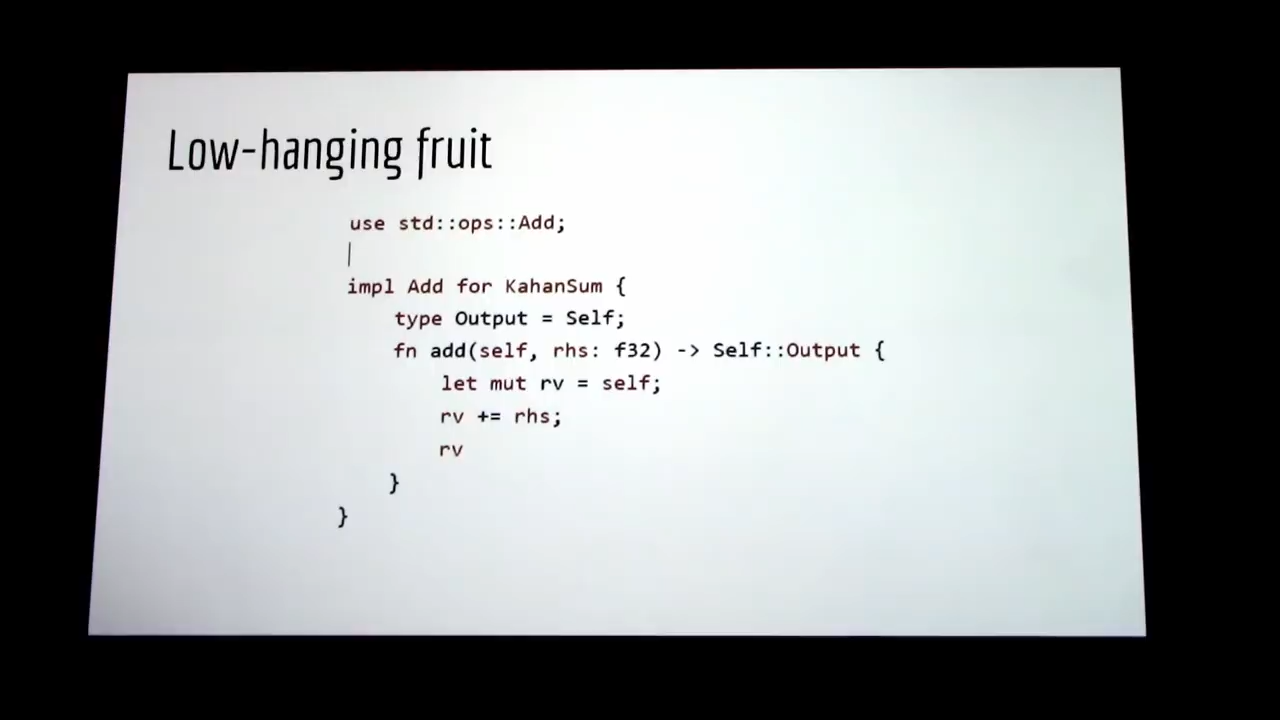 Low-hanging fruit
use std::ops::Add;
impl Add for KahanSum {
type Output = Self;
fn add(self, rhs: f32) -> Self::Output {
let mut rv = self;
rv += rhs;
rv
}
}